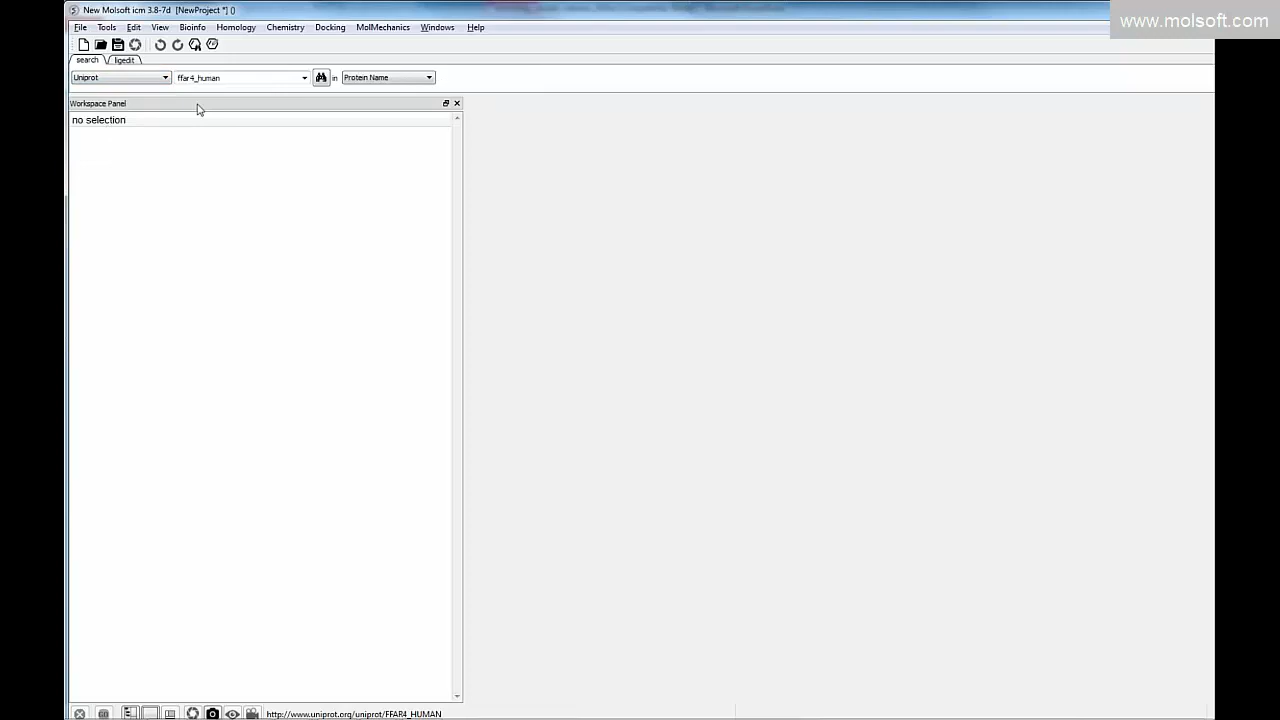 www.molsoft.com
New Molsoft icm 3.8-7d [NewProject *] ()
File Tools Edit View Bioinfo Homology Chemistry Docking MolMechanics Windows Help
search ligedit
Uniprot ffar4_human in Protein Name
Workspace Panel
no selection
http://www.uniprot.org/uniprot/FFAR4_HUMAN